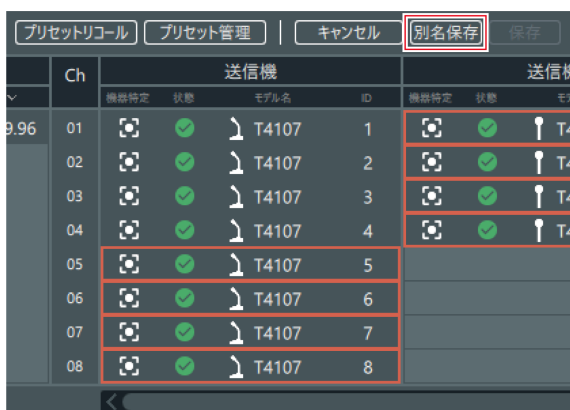 プリセットリコール プリセット管理 キャンセル 別名保存 保存
Ch 送信機 送信機
機器特定 状態 モデル名 ID 機器特定 状態
9.96 01 T4107 1
02 T4107 2
03 T4107 3
04 T4107 4
05 T4107 5
06 T4107 6
07 T4107 7
08 T4107 8